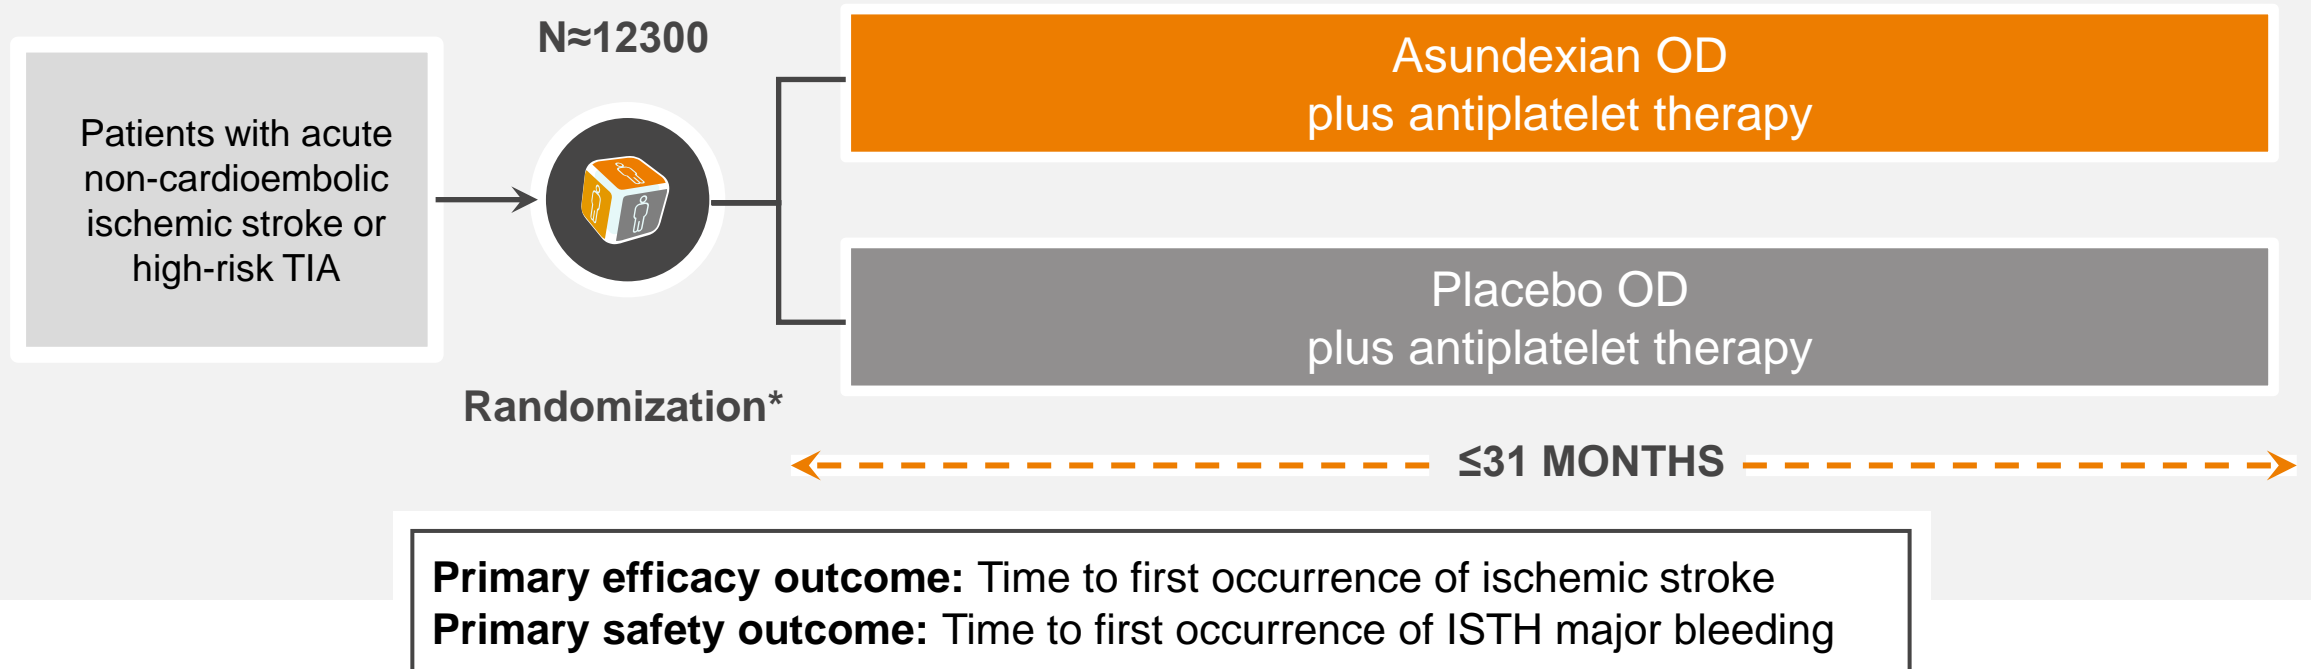 Patients with acute
non-cardioembolic
ischemic stroke or
high-risk TIA
N≈12300
Randomization*
Asundexian OD
plus antiplatelet therapy
Placebo OD
plus antiplatelet therapy
≤31 MONTHS
Primary efficacy outcome: Time to first occurrence of ischemic stroke
Primary safety outcome: Time to first occurrence of ISTH major bleeding